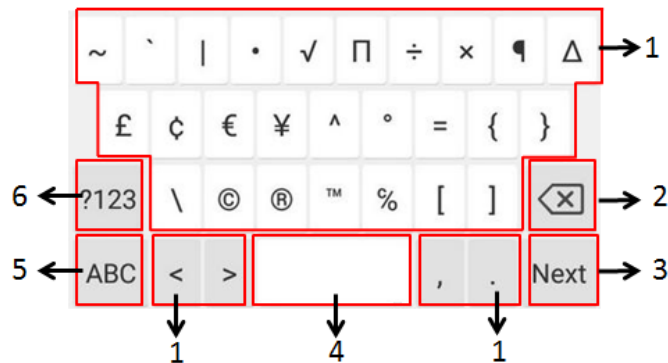 ~ ` | • √ Π ÷ × ¶ Δ 1
£ ¢ € ¥ ^ ° = { }
6 ?123 \ © ® ™ ℅ [ ] 2
5 ABC < > , . Next 3
1 4 1